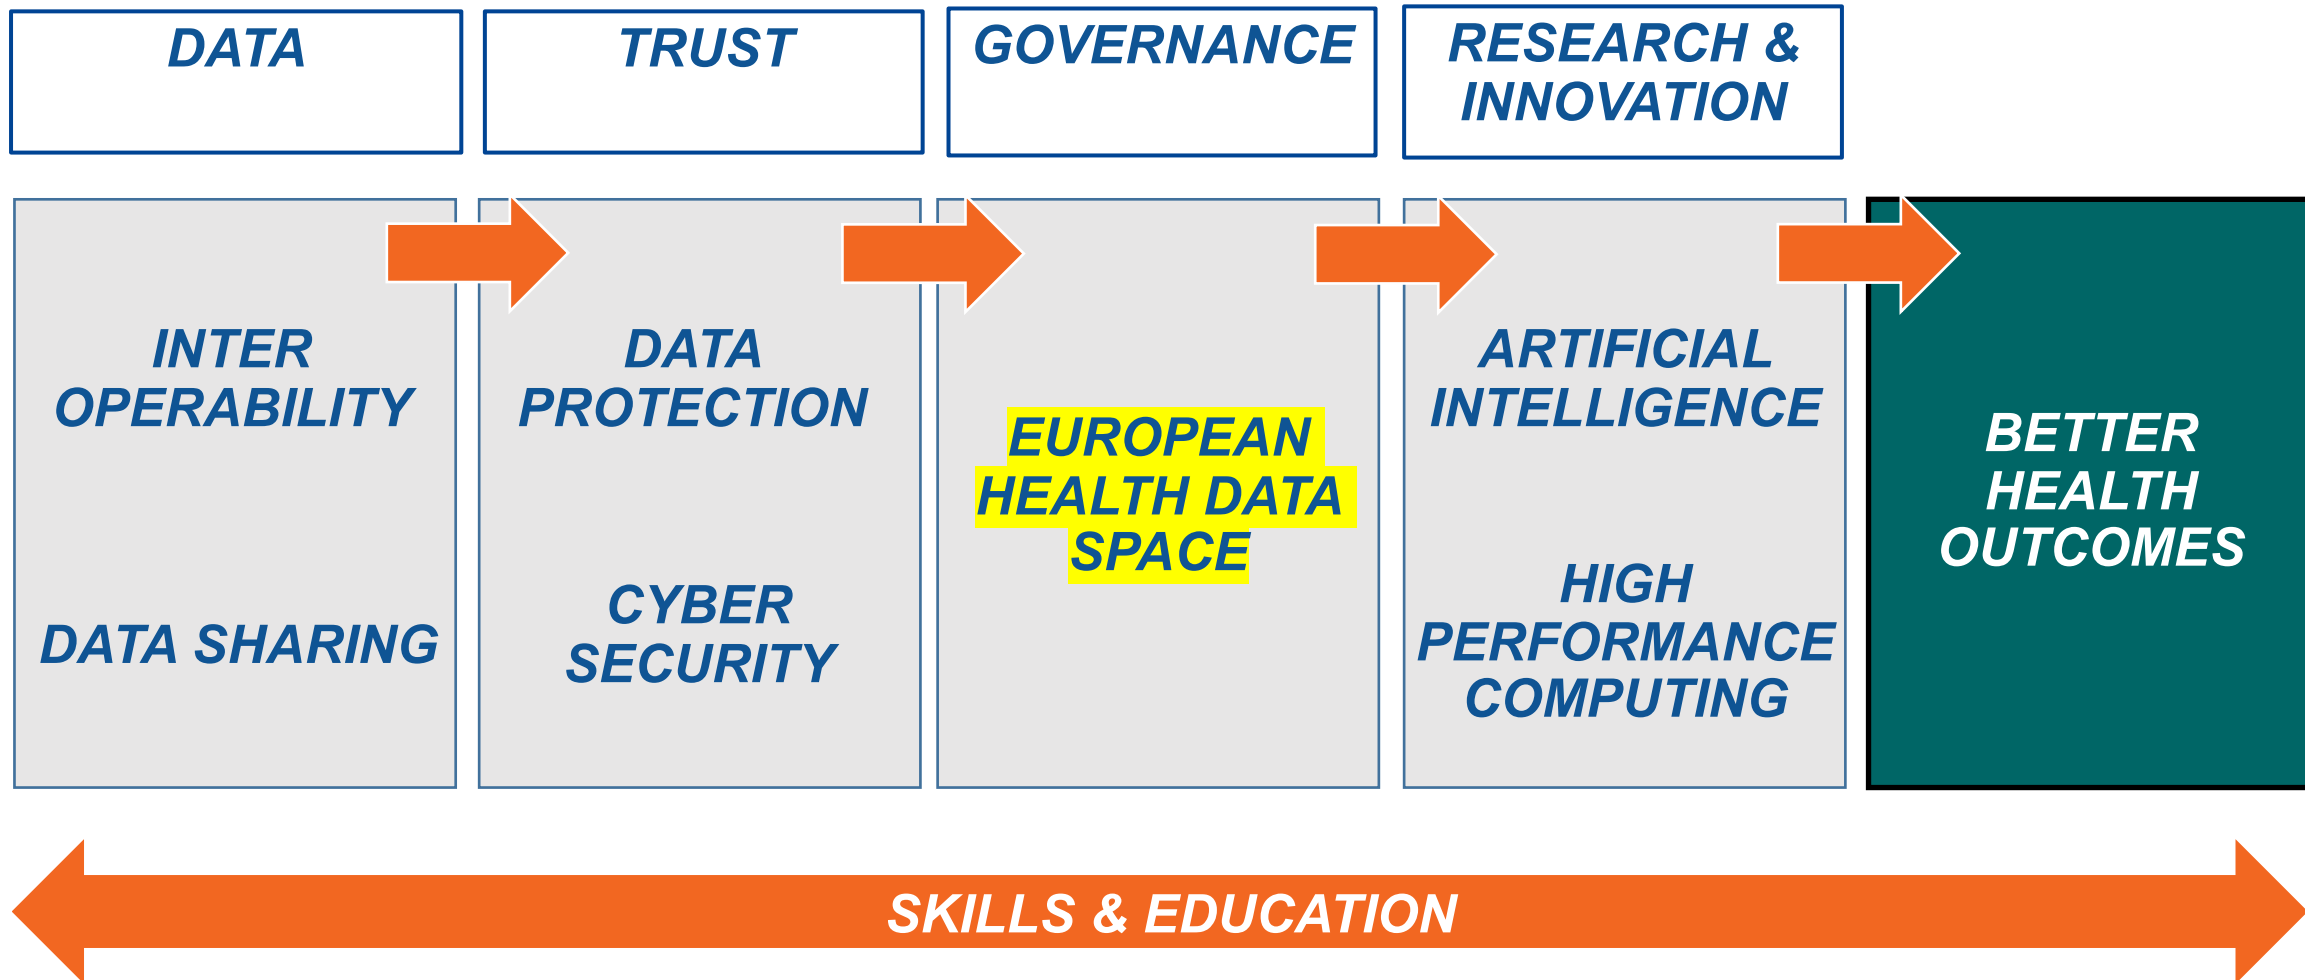 DATA
TRUST
GOVERNANCE
RESEARCH &
INNOVATION
INTER
OPERABILITY
DATA SHARING
DATA
PROTECTION
CYBER
SECURITY
EUROPEAN
HEALTH DATA
SPACE
ARTIFICIAL
INTELLIGENCE
HIGH
PERFORMANCE
COMPUTING
BETTER
HEALTH
OUTCOMES
SKILLS & EDUCATION